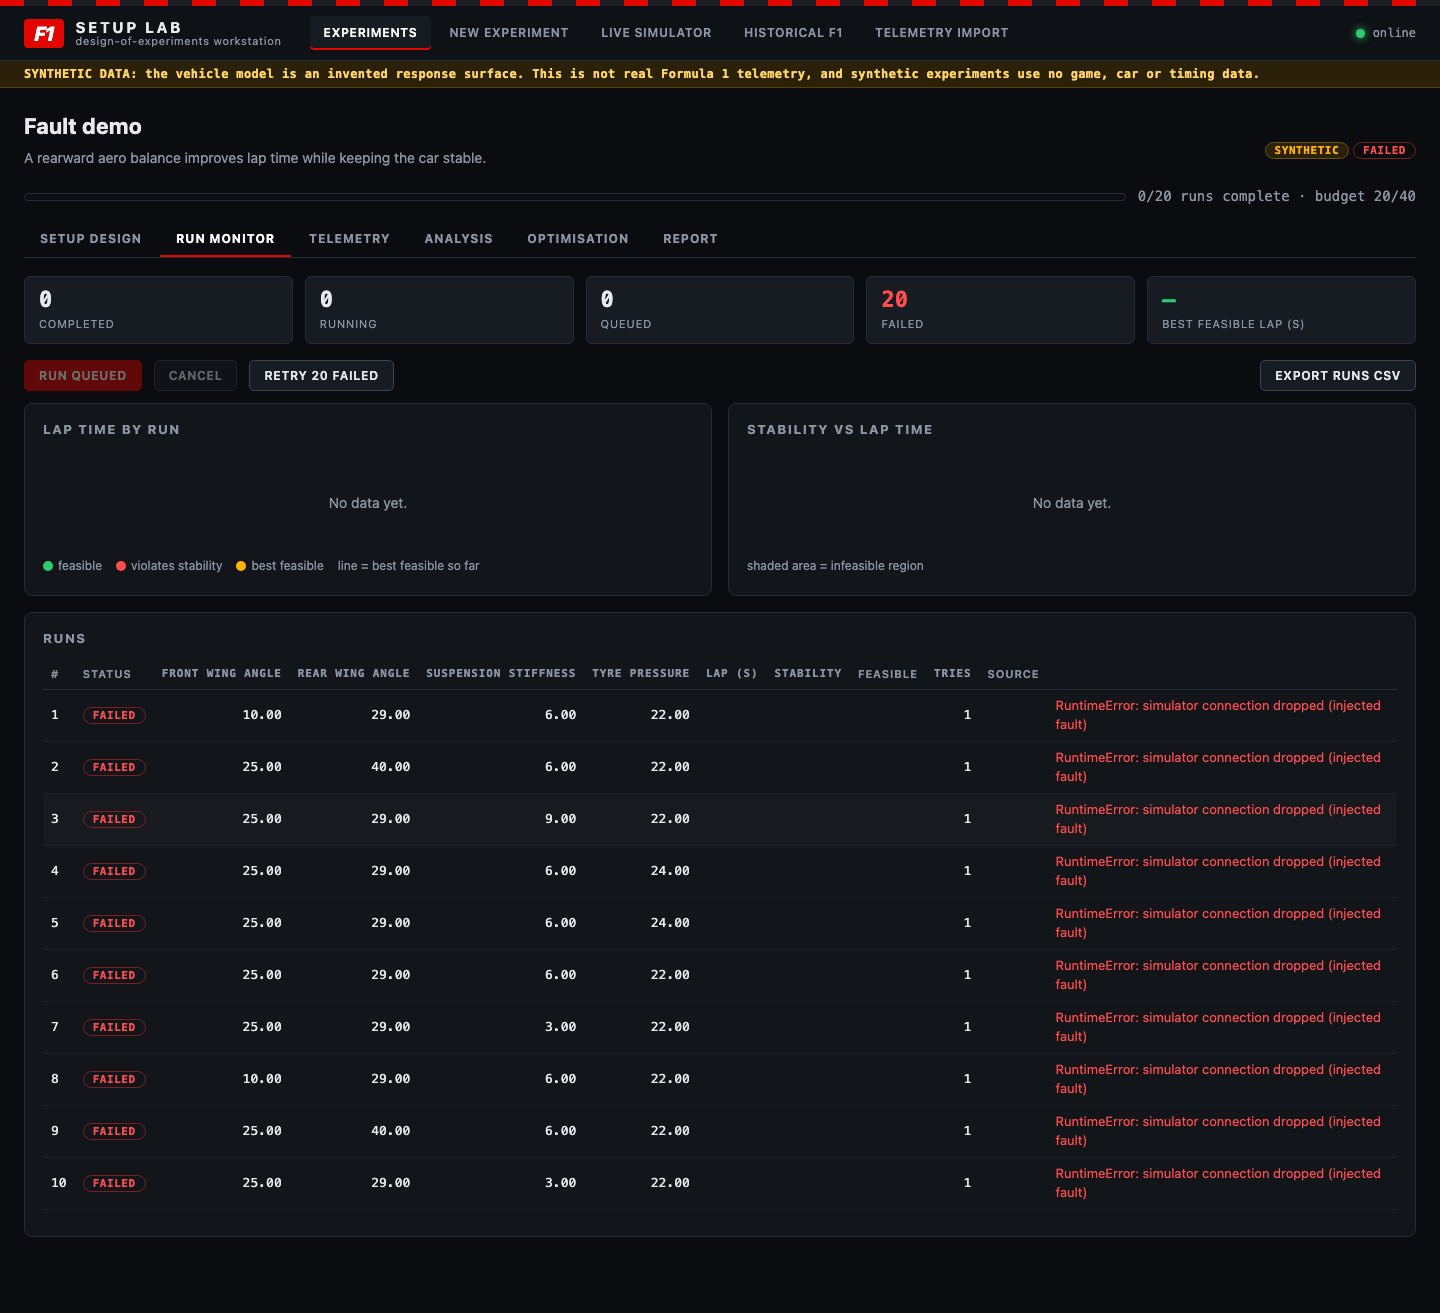 F1
SETUP LAB
design-of-experiments workstation
EXPERIMENTS NEW EXPERIMENT LIVE SIMULATOR HISTORICAL F1 TELEMETRY IMPORT
online
SYNTHETIC DATA: the vehicle model is an invented response surface. This is not real Formula 1 telemetry, and synthetic experiments use no game, car or timing data.
Fault demo
A rearward aero balance improves lap time while keeping the car stable.
SYNTHETIC FAILED
0/20 runs complete · budget 20/40
SETUP DESIGN RUN MONITOR TELEMETRY ANALYSIS OPTIMISATION REPORT
0 0 0 20 —
COMPLETED RUNNING QUEUED FAILED BEST FEASIBLE LAP (S)
RUN QUEUED CANCEL RETRY 20 FAILED EXPORT RUNS CSV
LAP TIME BY RUN
No data yet.
feasible violates stability best feasible line = best feasible so far
STABILITY VS LAP TIME
No data yet.
shaded area = infeasible region
RUNS
# STATUS FRONT WING ANGLE REAR WING ANGLE SUSPENSION STIFFNESS TYRE PRESSURE LAP (S) STABILITY FEASIBLE TRIES SOURCE
1 FAILED 10.00 29.00 6.00 22.00 1 RuntimeError: simulator connection dropped (injected
fault)
2 FAILED 25.00 40.00 6.00 22.00 1 RuntimeError: simulator connection dropped (injected
fault)
3 FAILED 25.00 29.00 9.00 22.00 1 RuntimeError: simulator connection dropped (injected
fault)
4 FAILED 25.00 29.00 6.00 24.00 1 RuntimeError: simulator connection dropped (injected
fault)
5 FAILED 25.00 29.00 6.00 24.00 1 RuntimeError: simulator connection dropped (injected
fault)
6 FAILED 25.00 29.00 6.00 22.00 1 RuntimeError: simulator connection dropped (injected
fault)
7 FAILED 25.00 29.00 3.00 22.00 1 RuntimeError: simulator connection dropped (injected
fault)
8 FAILED 10.00 29.00 6.00 22.00 1 RuntimeError: simulator connection dropped (injected
fault)
9 FAILED 25.00 40.00 6.00 22.00 1 RuntimeError: simulator connection dropped (injected
fault)
10 FAILED 25.00 29.00 3.00 22.00 1 RuntimeError: simulator connection dropped (injected
fault)